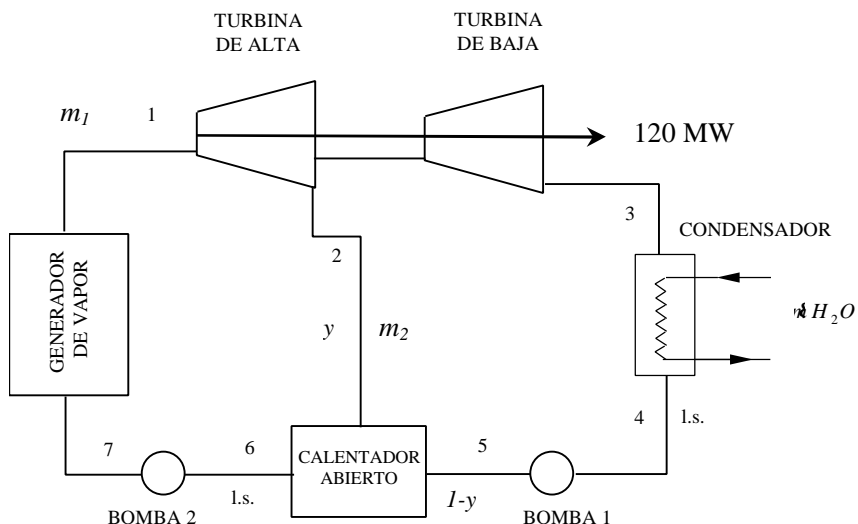 TURBINA
DE ALTA
TURBINA
DE BAJA
m₁
1
120 MW
3
CONDENSADOR
2
GENERADOR
DE VAPOR
y
m₂
H₂O
4
l.s.
7
6
5
CALENTADOR
ABIERTO
l.s.
1-y
BOMBA 2
BOMBA 1